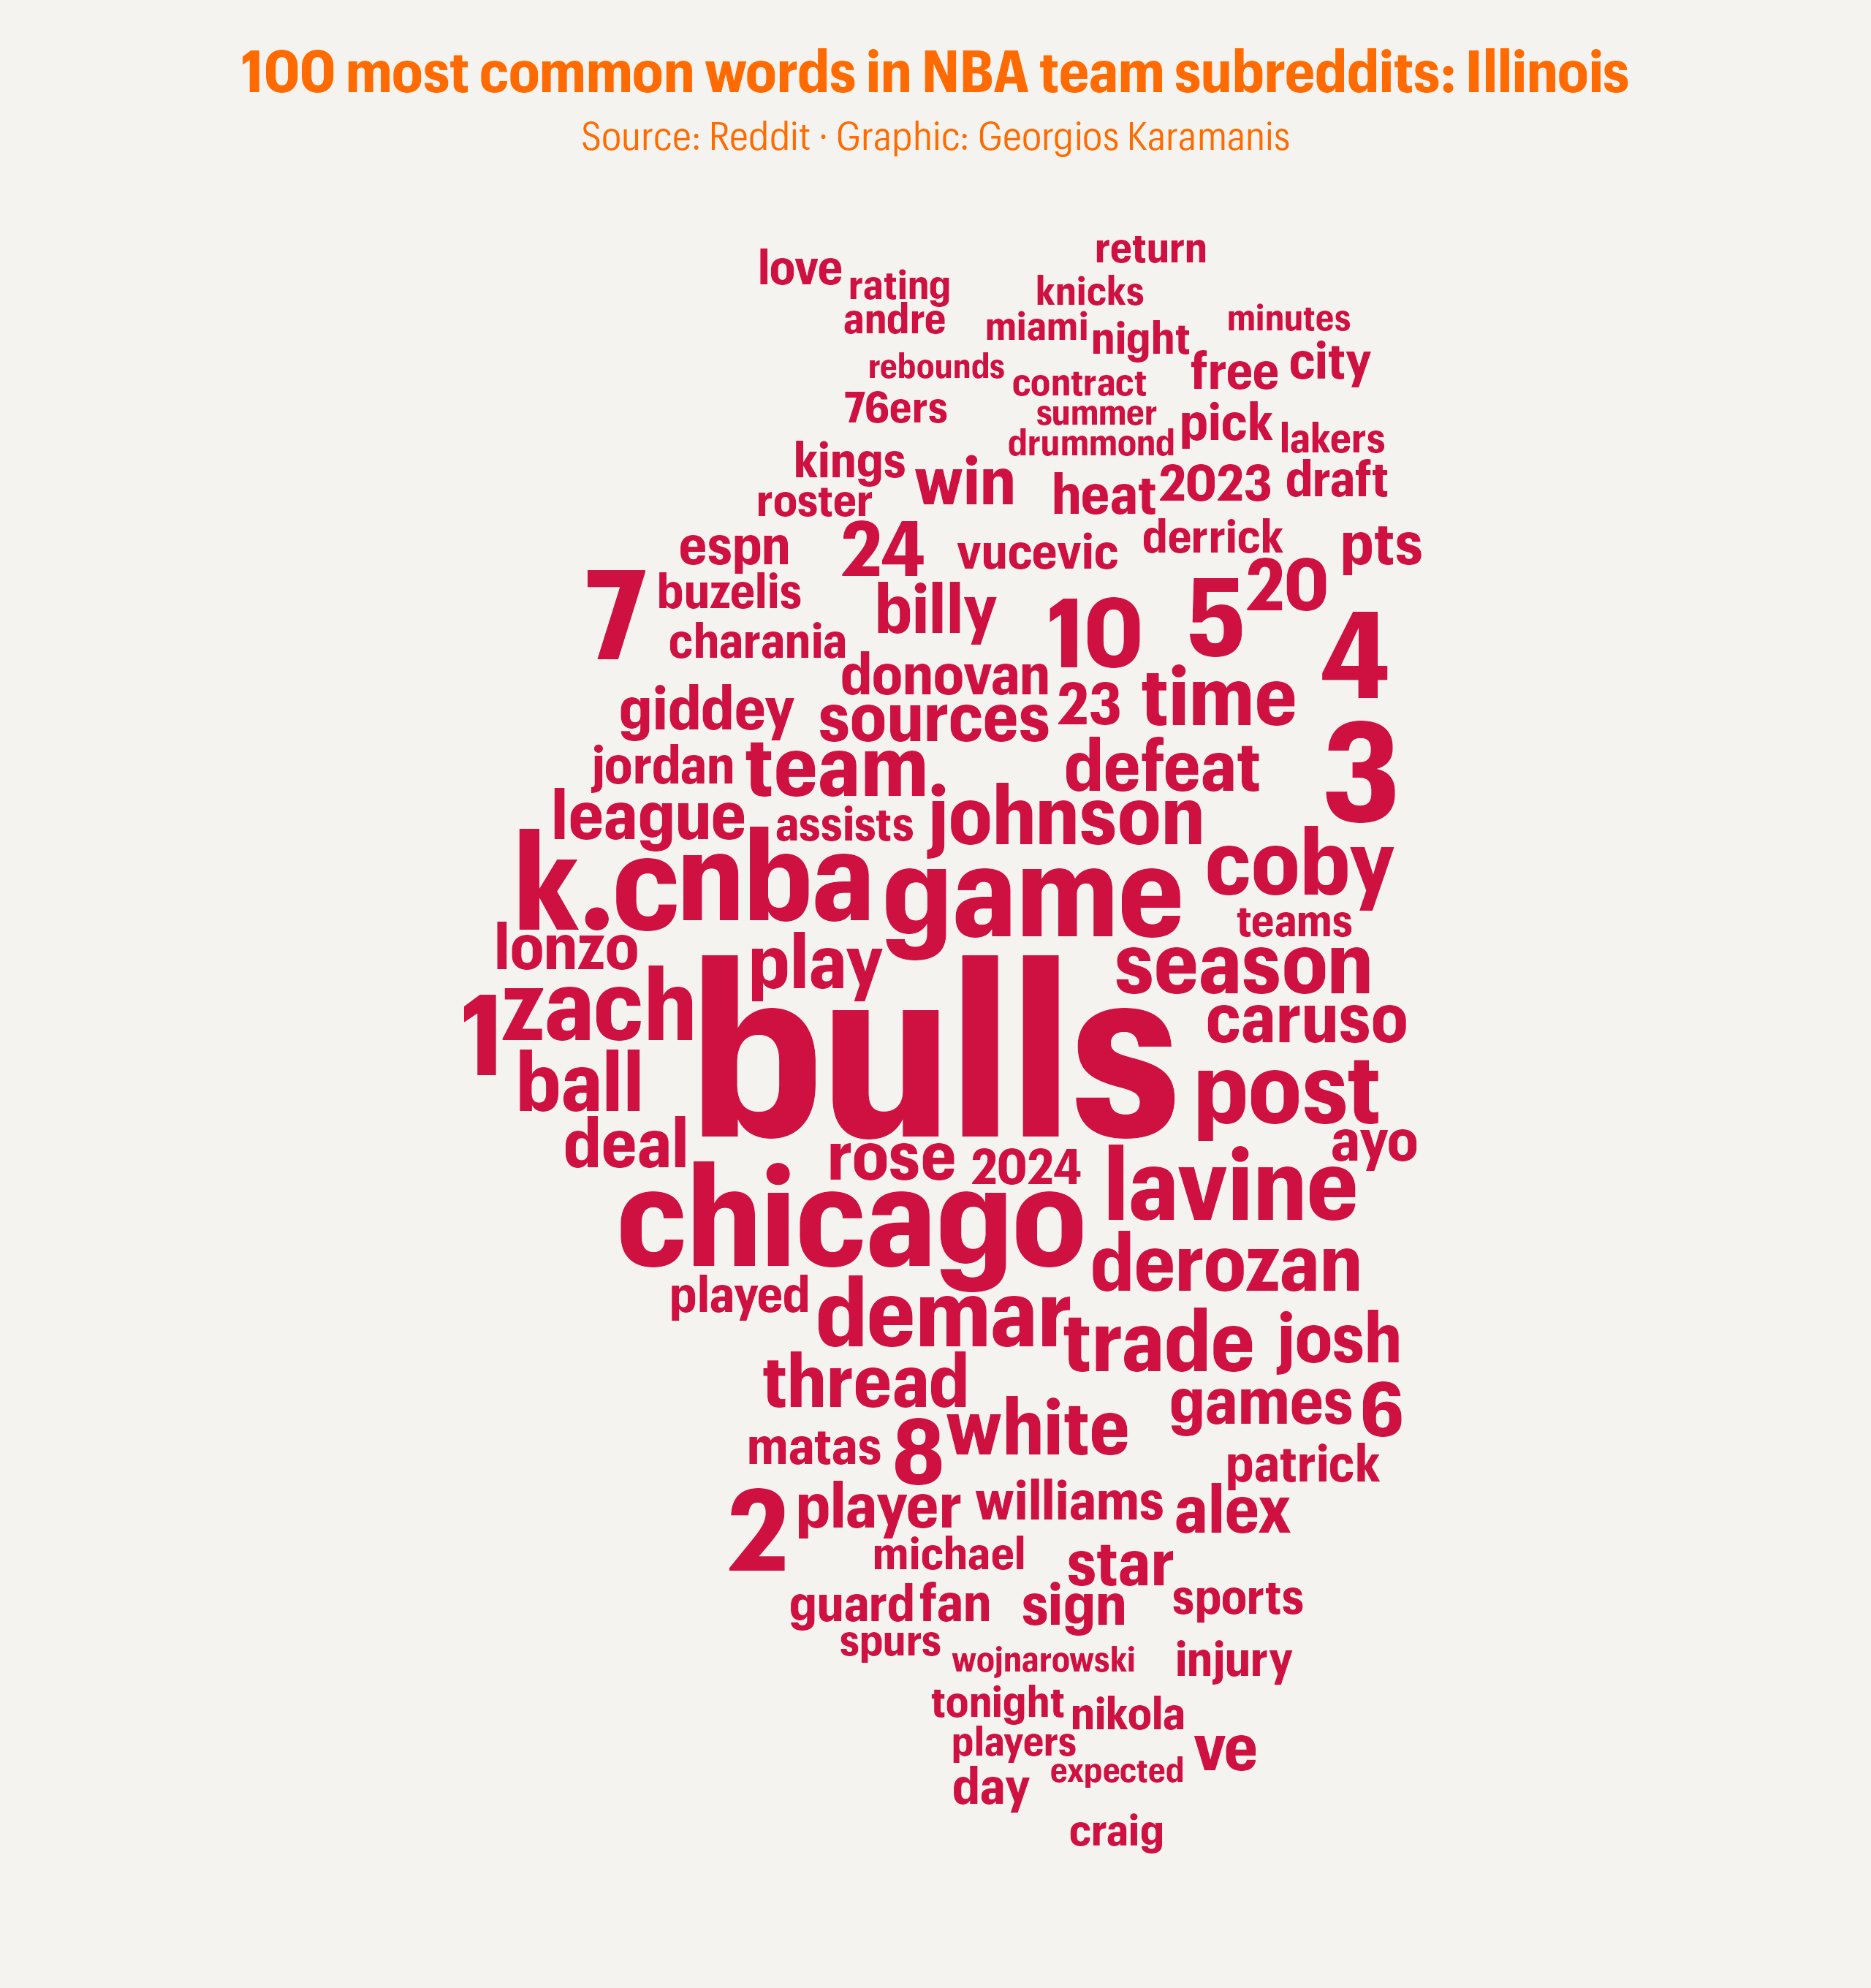 100 most common words in NBA team subreddits: Illinois
Source: Reddit · Graphic: Georgios Karamanis
return
love
rating
knicks
andre
miami
night
minutes
rebounds
contract
free
city
76ers
summer
pick
lakers
drummond
kings
win
heat
2023
draft
roster
espn
24
vucevic
derrick
pts
7
buzelis
billy
10
5
20
4
charania
donovan
23
time
giddey
sources
3
jordan
team
defeat
league
assists
johnson
k.c
nba
game
coby
teams
lonzo
play
season
1
zach
bulls
caruso
ball
post
deal
rose
2024
ayo
chicago
lavine
derozan
played
demar
trade
josh
thread
games
6
matas
8
white
patrick
2
player
williams
alex
michael
star
guard
fan
sign
sports
spurs
wojnarowski
injury
tonight
nikola
players
ve
day
expected
craig